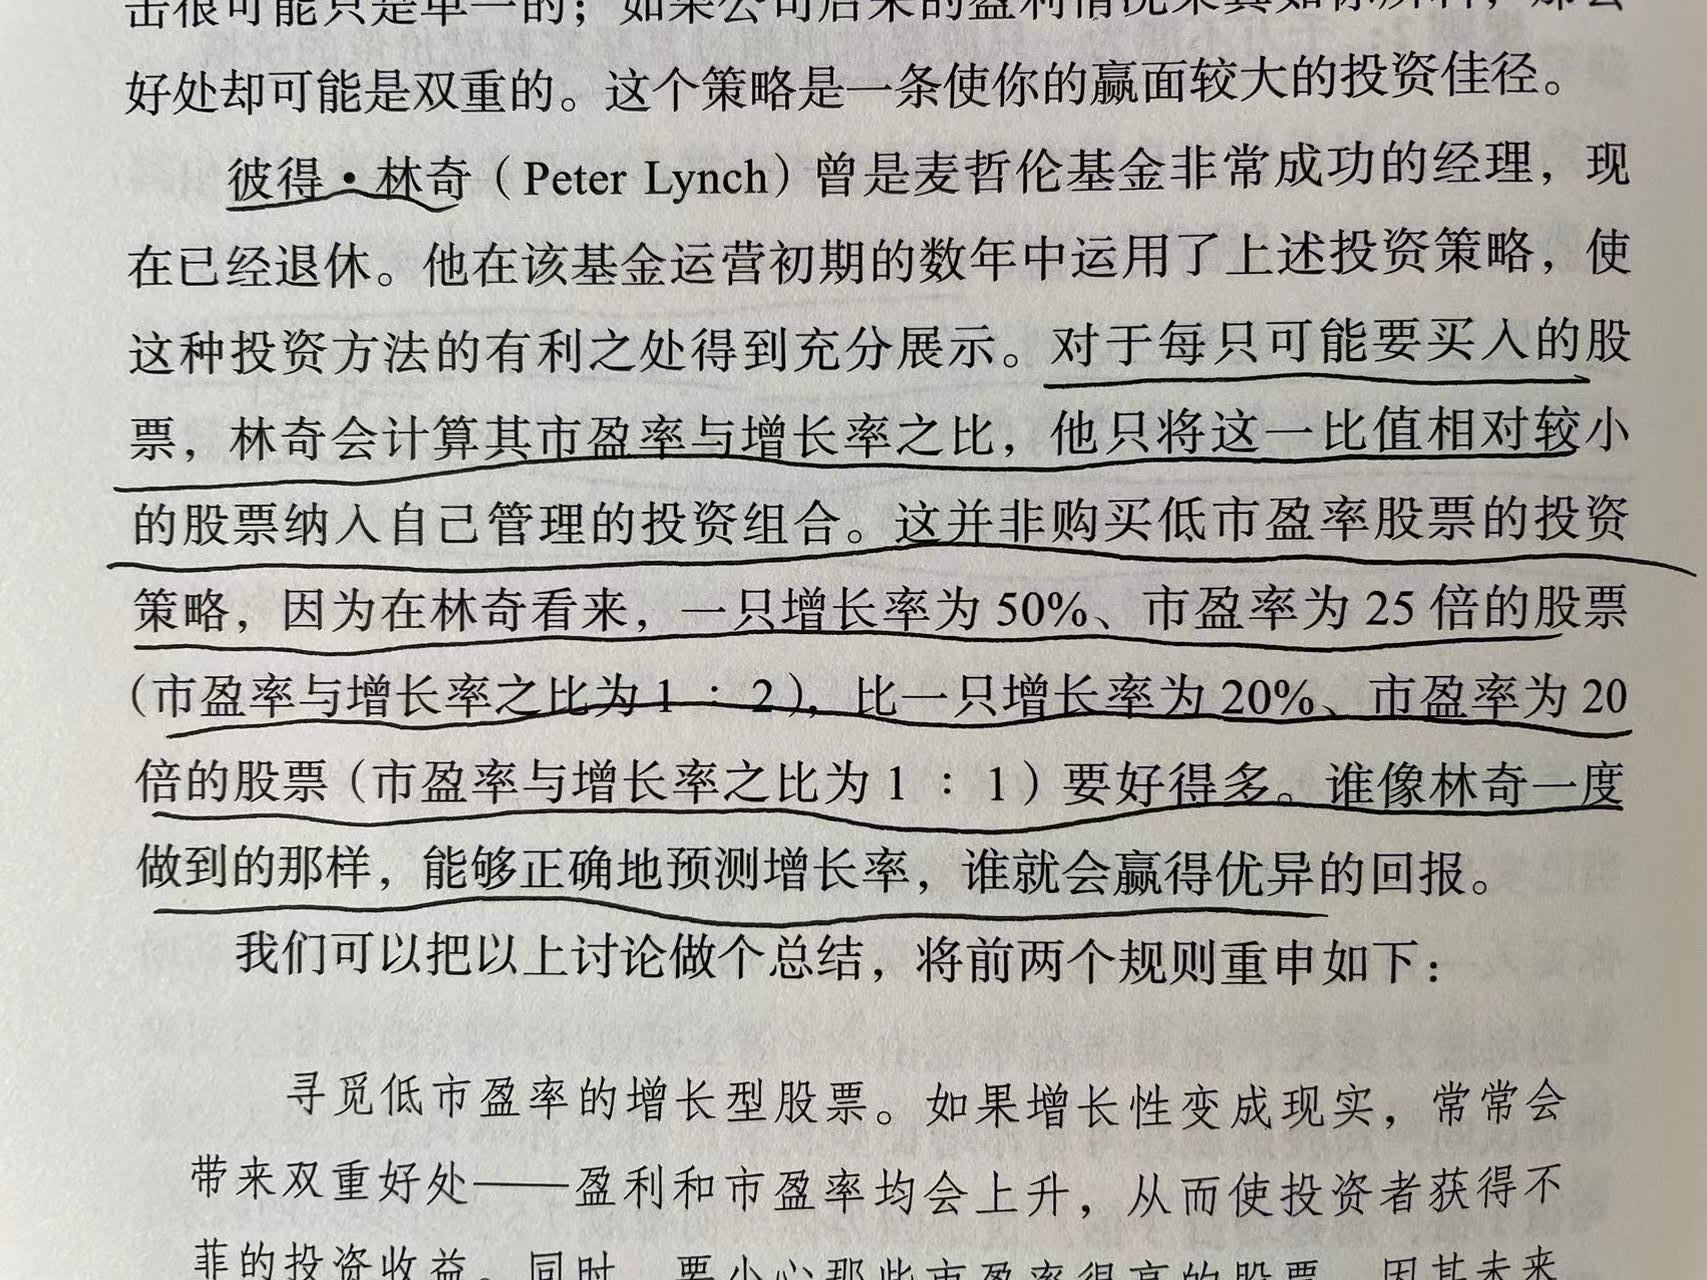 击很可能只是单一的；如果公司后来的盈利情况果真如你所料，那么
好处却可能是双重的。这个策略是一条使你的赢面较大的投资佳径。
彼得·林奇（Peter Lynch）曾是麦哲伦基金非常成功的经理，现
在已经退休。他在该基金运营初期的数年中运用了上述投资策略，使
这种投资方法的有利之处得到充分展示。对于每只可能要买入的股
票，林奇会计算其市盈率与增长率之比，他只将这一比值相对较小
的股票纳入自己管理的投资组合。这并非购买低市盈率股票的投资
策略，因为在林奇看来，一只增长率为 50%、市盈率为 25 倍的股票
（市盈率与增长率之比为 1 ∶ 2），比一只增长率为 20%、市盈率为 20
倍的股票（市盈率与增长率之比为 1 ∶ 1）要好得多。谁像林奇一度
做到的那样，能够正确地预测增长率，谁就会赢得优异的回报。
我们可以把以上讨论做个总结，将前两个规则重申如下：
寻觅低市盈率的增长型股票。如果增长性变成现实，常常会
带来双重好处——盈利和市盈率均会上升，从而使投资者获得不
菲的投资收益。同时，要小心那些市盈率很高的股票，因其未来